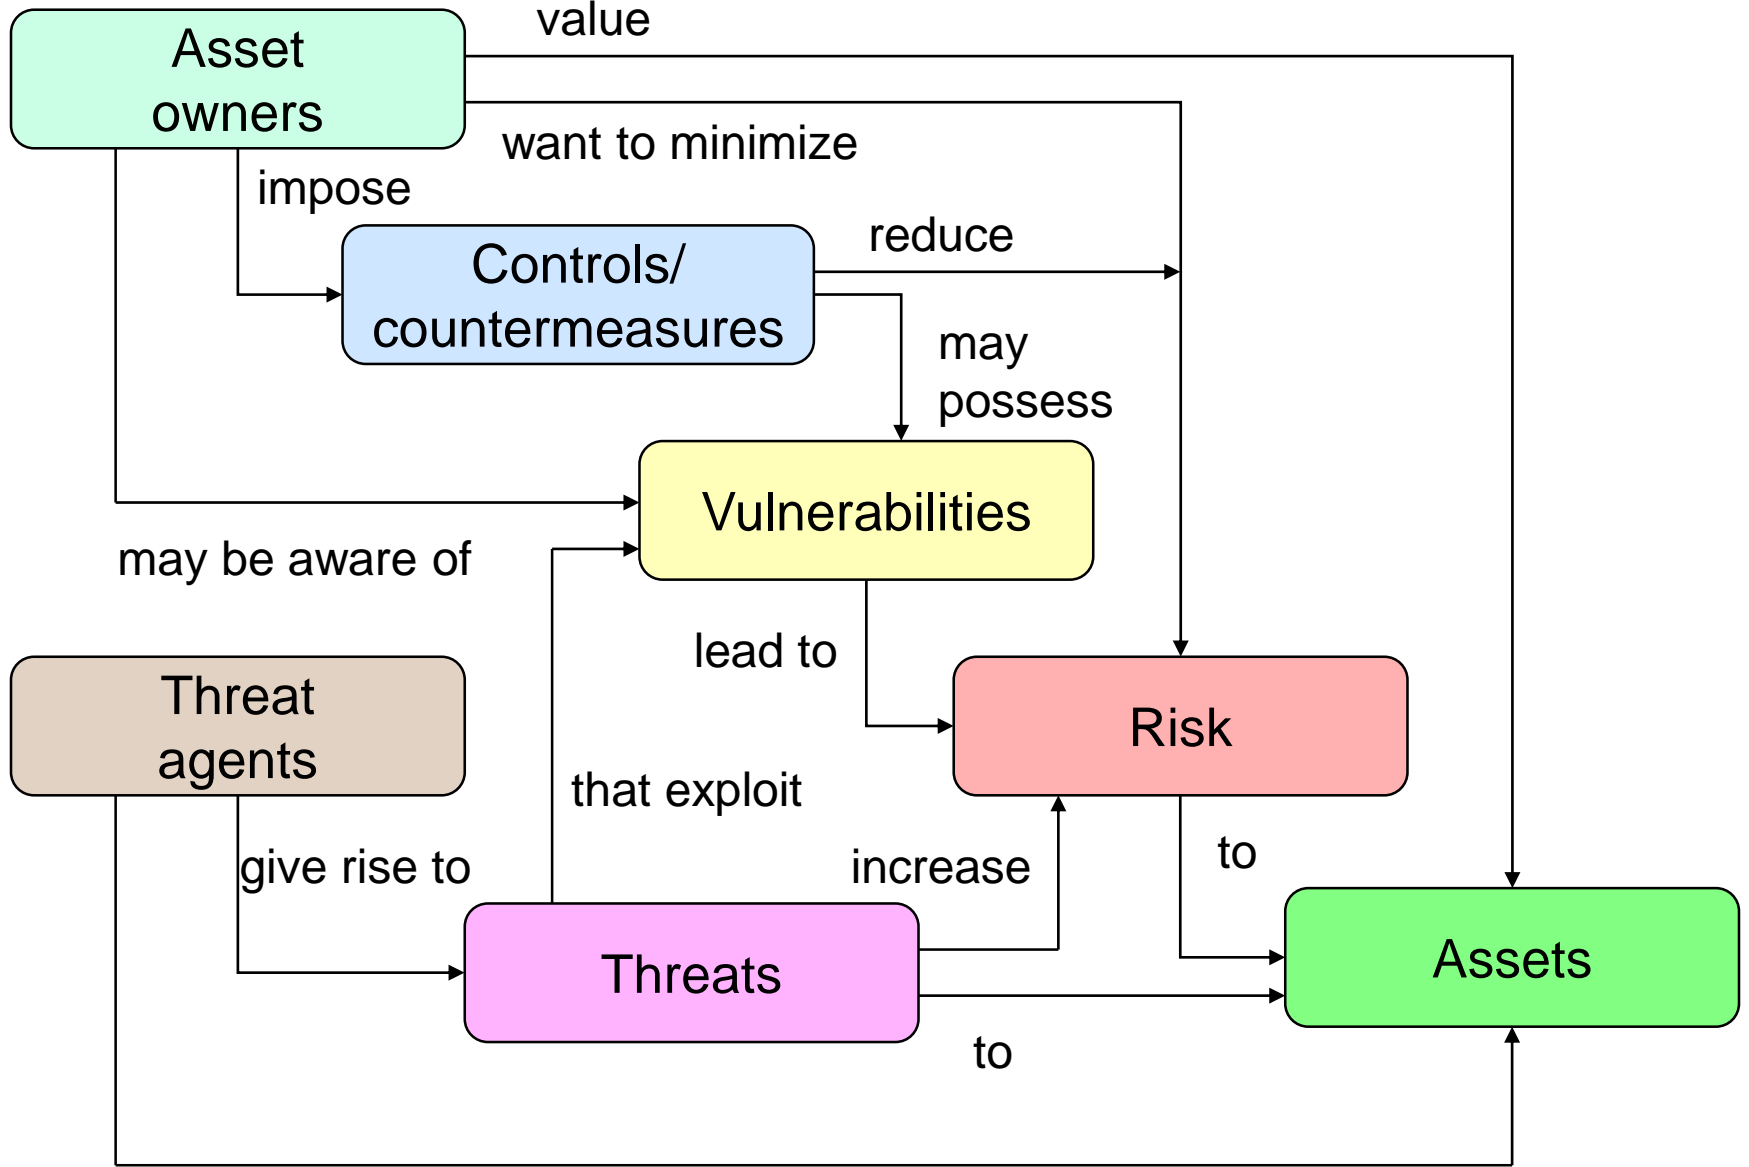 value
Asset
owners
want to minimize
impose
reduce
Controls/
countermeasures
may
possess
Vulnerabilities
may be aware of
lead to
Threat
agents
Risk
that exploit
give rise to
increase
to
Threats
Assets
to